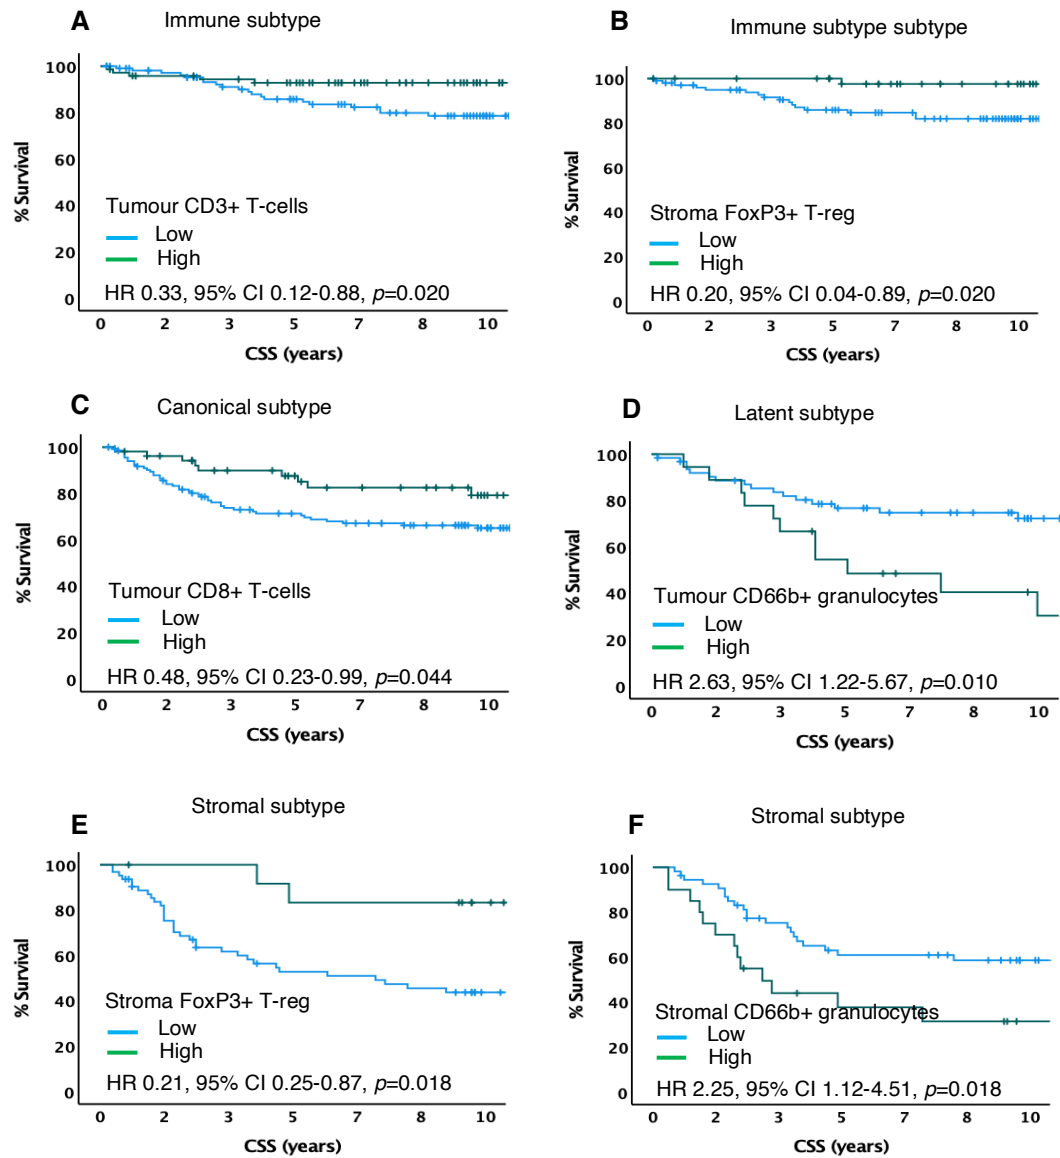 A
Immune subtype
100
80
60
40
20
0
% Survival
Tumour CD3+ T-cells
Low
High
HR 0.33, 95% CI 0.12-0.88, p=0.020
0 2 3 5 7 8 10
CSS (years)
B
Immune subtype subtype
100
80
60
40
20
0
% Survival
Stroma FoxP3+ T-reg
Low
High
HR 0.20, 95% CI 0.04-0.89, p=0.020
0 2 3 5 7 8 10
CSS (years)
C
Canonical subtype
100
80
60
40
20
0
% Survival
Tumour CD8+ T-cells
Low
High
HR 0.48, 95% CI 0.23-0.99, p=0.044
0 2 3 5 7 8 10
CSS (years)
D
Latent subtype
100
80
60
40
20
0
% Survival
Tumour CD66b+ granulocytes
Low
High
HR 2.63, 95% CI 1.22-5.67, p=0.010
0 2 3 5 7 8 10
CSS (years)
E
Stromal subtype
100
80
60
40
20
0
% Survival
Stroma FoxP3+ T-reg
Low
High
HR 0.21, 95% CI 0.25-0.87, p=0.018
0 2 3 5 7 8 10
CSS (years)
F
Stromal subtype
100
80
60
40
20
0
% Survival
Stromal CD66b+ granulocytes
Low
High
HR 2.25, 95% CI 1.12-4.51, p=0.018
0 2 3 5 7 8 10
CSS (years)